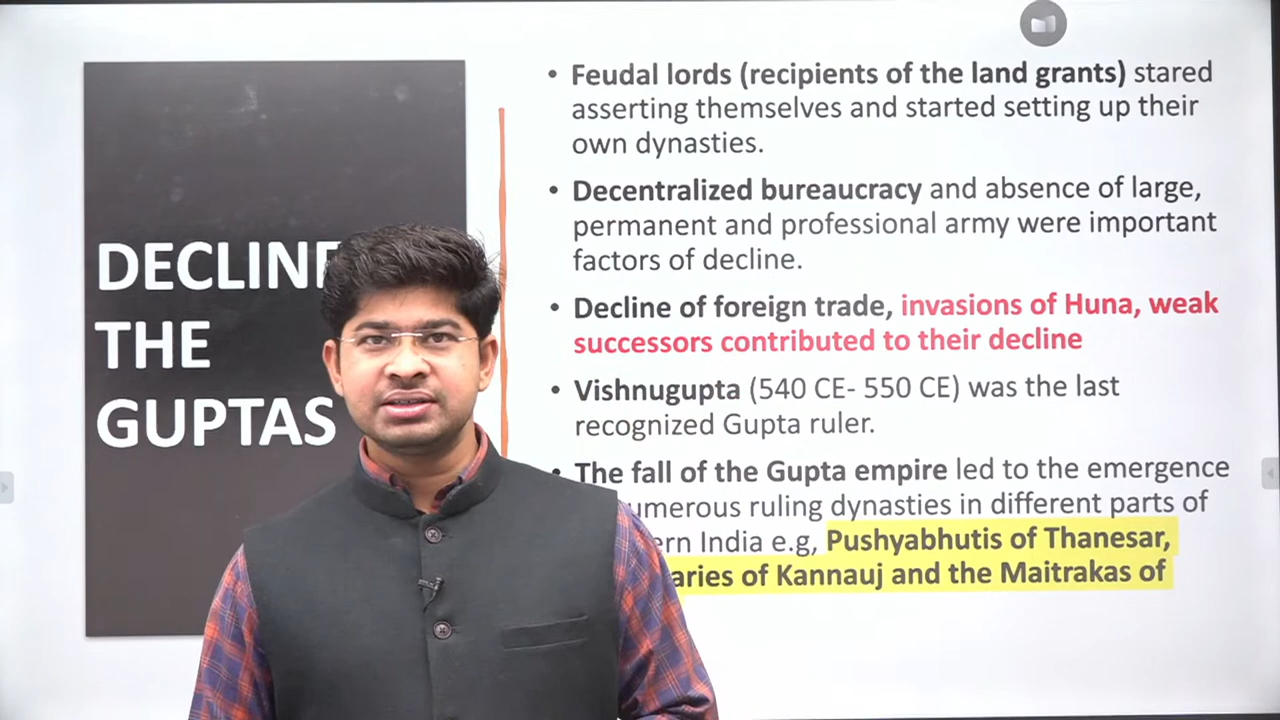 DECLINE
THE
GUPTAS
• Feudal lords (recipients of the land grants) stared
asserting themselves and started setting up their
own dynasties.
• Decentralized bureaucracy and absence of large,
permanent and professional army were important
factors of decline.
• Decline of foreign trade, invasions of Huna, weak
successors contributed to their decline
• Vishnugupta (540 CE- 550 CE) was the last
recognized Gupta ruler.
• The fall of the Gupta empire led to the emergence
ruling dynasties in different parts of
India e.g, Pushyabhutis of Thanesar,
of Kannauj and the Maitrakas of